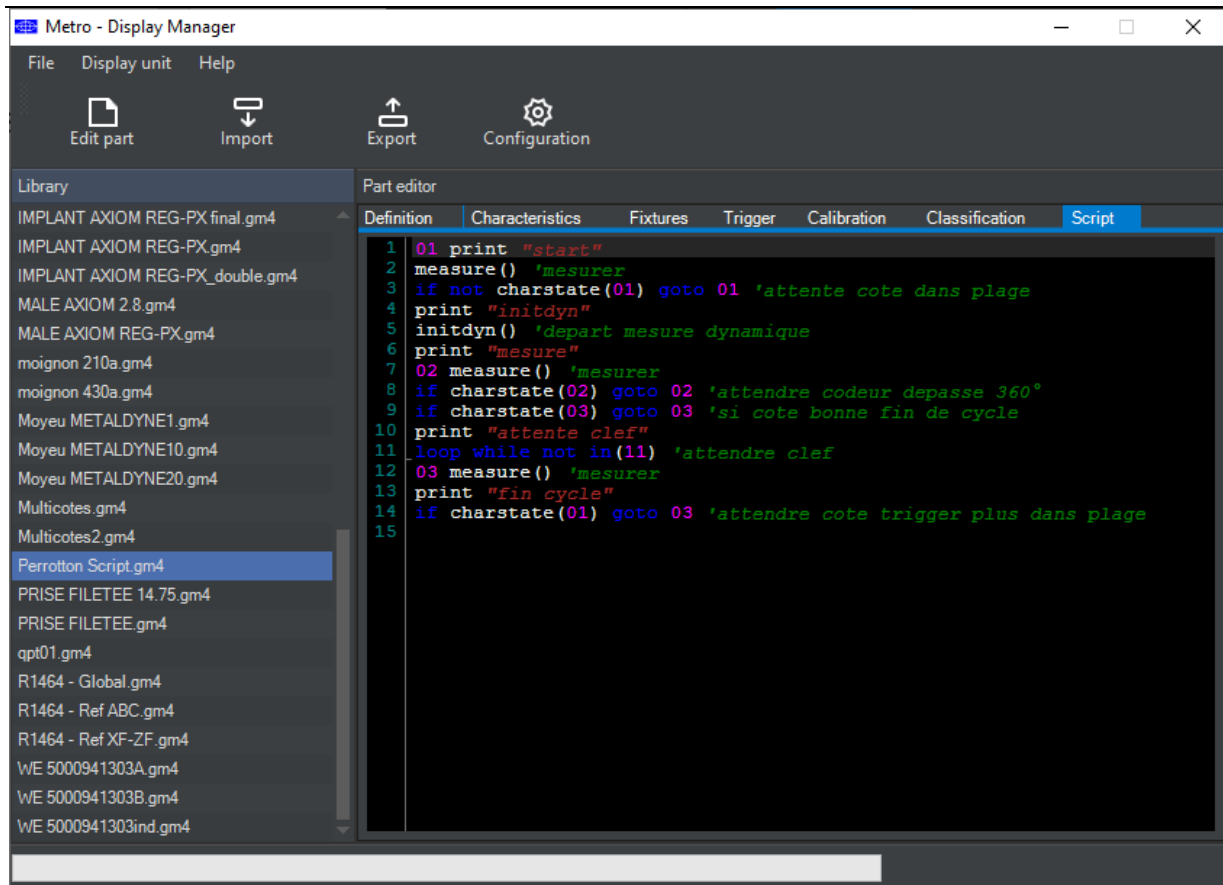 Metro - Display Manager
File Display unit Help
Edit part Import Export Configuration
Library
IMPLANT AXIOM REG-PX final.gm4
IMPLANT AXIOM REG-PX.gm4
IMPLANT AXIOM REG-PX_double.gm4
MALE AXIOM 2.8.gm4
MALE AXIOM REG-PX.gm4
moignon 210a.gm4
moignon 430a.gm4
Moyeu METALDYNE1.gm4
Moyeu METALDYNE10.gm4
Moyeu METALDYNE20.gm4
Multicotes.gm4
Multicotes2.gm4
Perrotton Script.gm4
PRISE FILETEE 14.75.gm4
PRISE FILETEE.gm4
qpt01.gm4
R1464 - Global.gm4
R1464 - Ref ABC.gm4
R1464 - Ref XF-ZF.gm4
WE 5000941303A.gm4
WE 5000941303B.gm4
WE 5000941303ind.gm4
Part editor
Definition Characteristics Fixtures Trigger Calibration Classification Script
1 01 print "start"
2 measure() 'mesurer
3 if not charstate(01) goto 01 'attente cote dans plage
4 print "initdyn"
5 initdyn() 'depart mesure dynamique
6 print "mesure"
7 02 measure() 'mesurer
8 if charstate(02) goto 02 'attendre codeur depasse 360°
9 if charstate(03) goto 03 'si cote bonne fin de cycle
10 print "attente clef"
11 loop while not in(11) 'attendre clef
12 03 measure() 'mesurer
13 print "fin cycle"
14 if charstate(01) goto 03 'attendre cote trigger plus dans plage
15